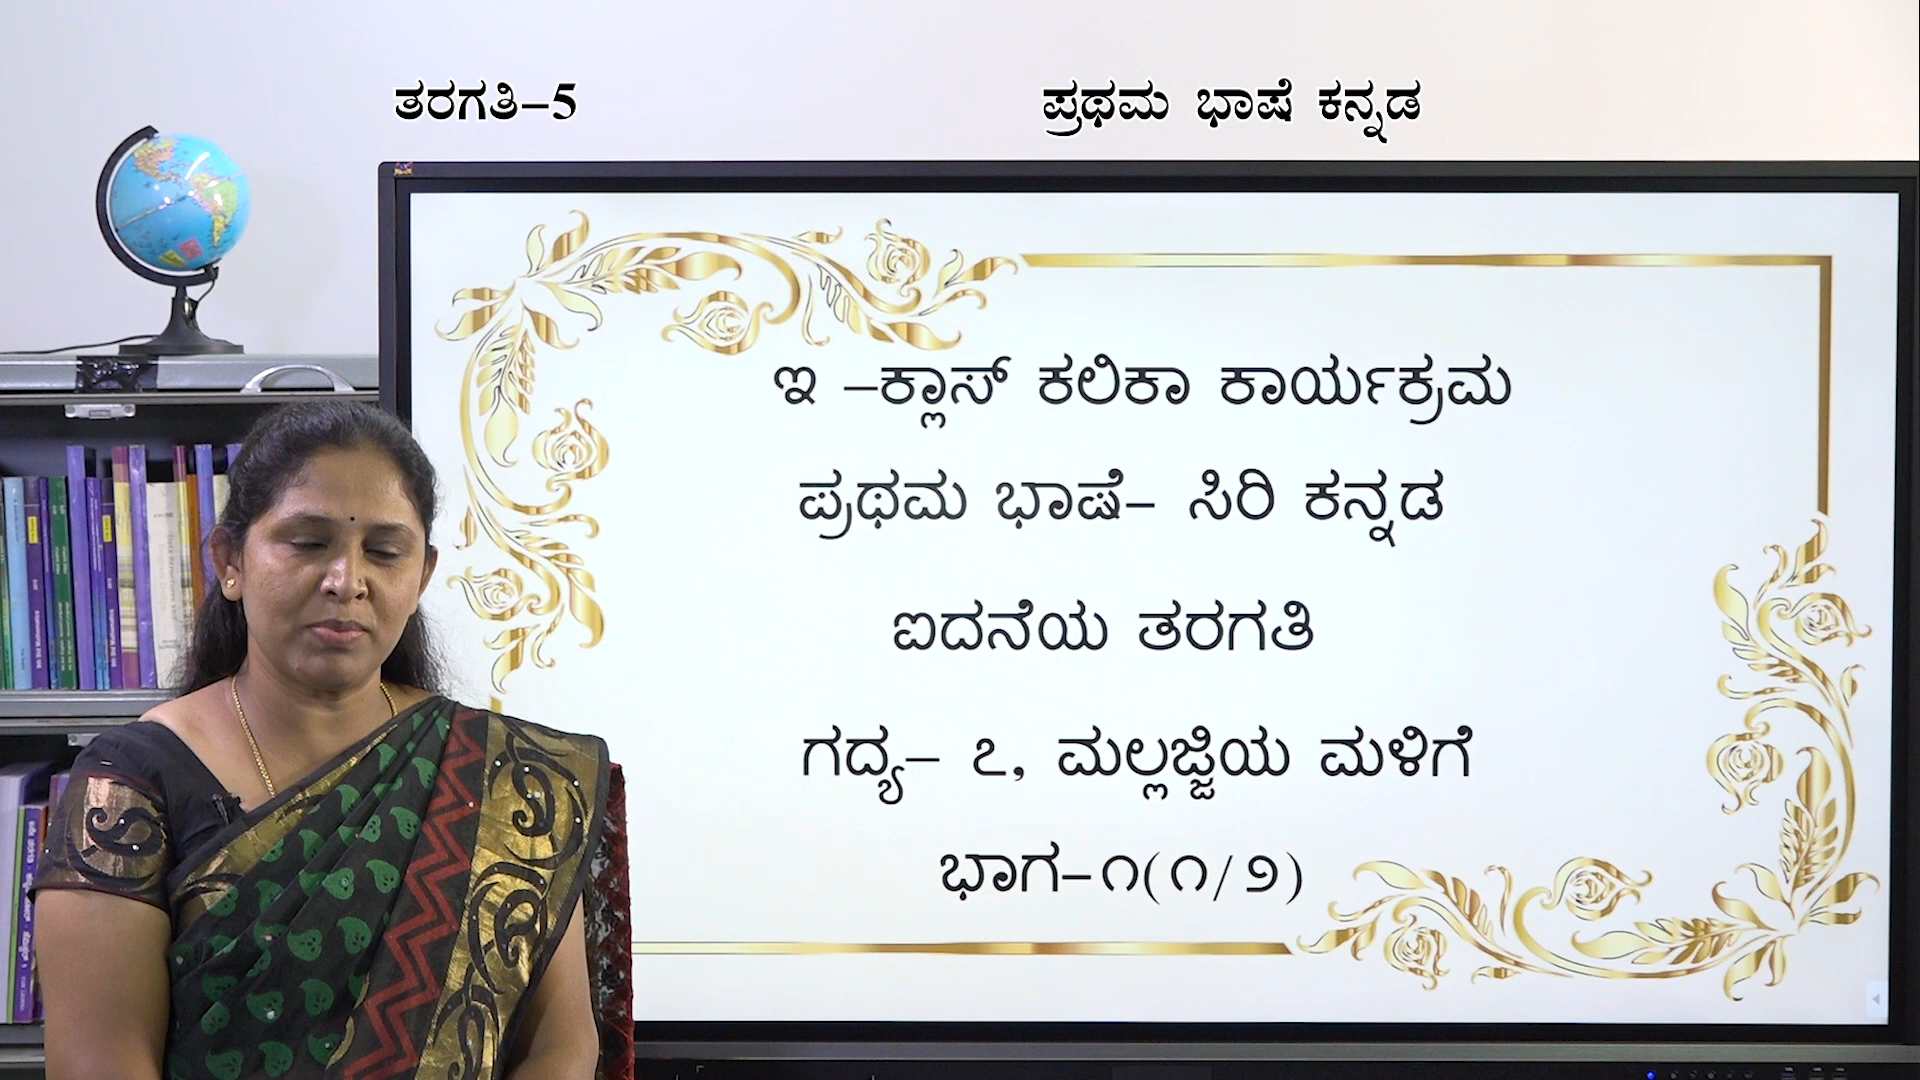 ತರಗತಿ–5
ಪ್ರಥಮ ಭಾಷೆ ಕನ್ನಡ
ಇ –ಕ್ಲಾಸ್ ಕಲಿಕಾ ಕಾರ್ಯಕ್ರಮ
ಪ್ರಥಮ ಭಾಷೆ– ಸಿರಿ ಕನ್ನಡ
ಐದನೆಯ ತರಗತಿ
ಗದ್ಯ– ೭, ಮಲ್ಲಜ್ಜಿಯ ಮಳಿಗೆ
ಭಾಗ–೧(೧/೨)